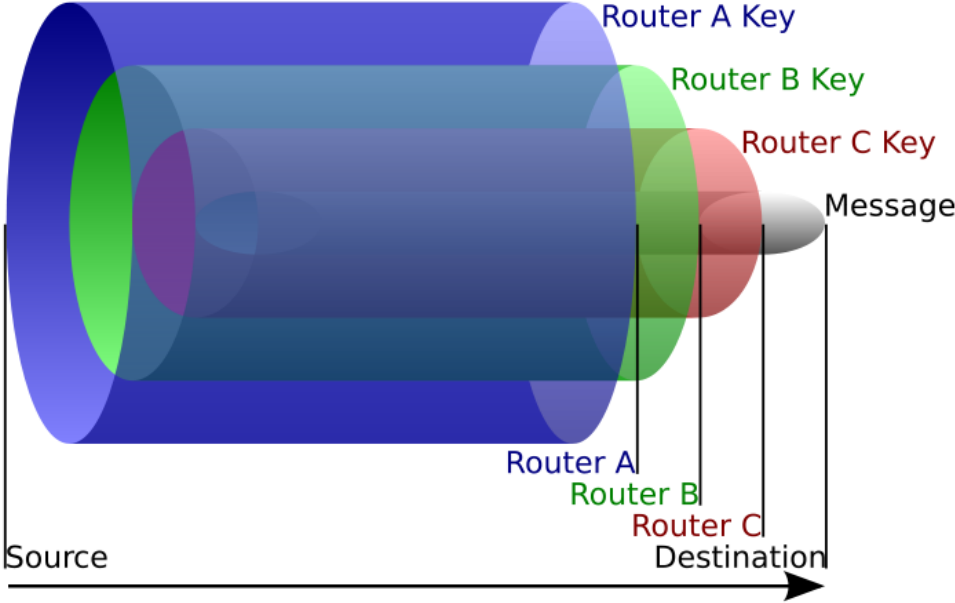 Router A Key
Router B Key
Router C Key
Message
Router A
Router B
Router C
Source
Destination